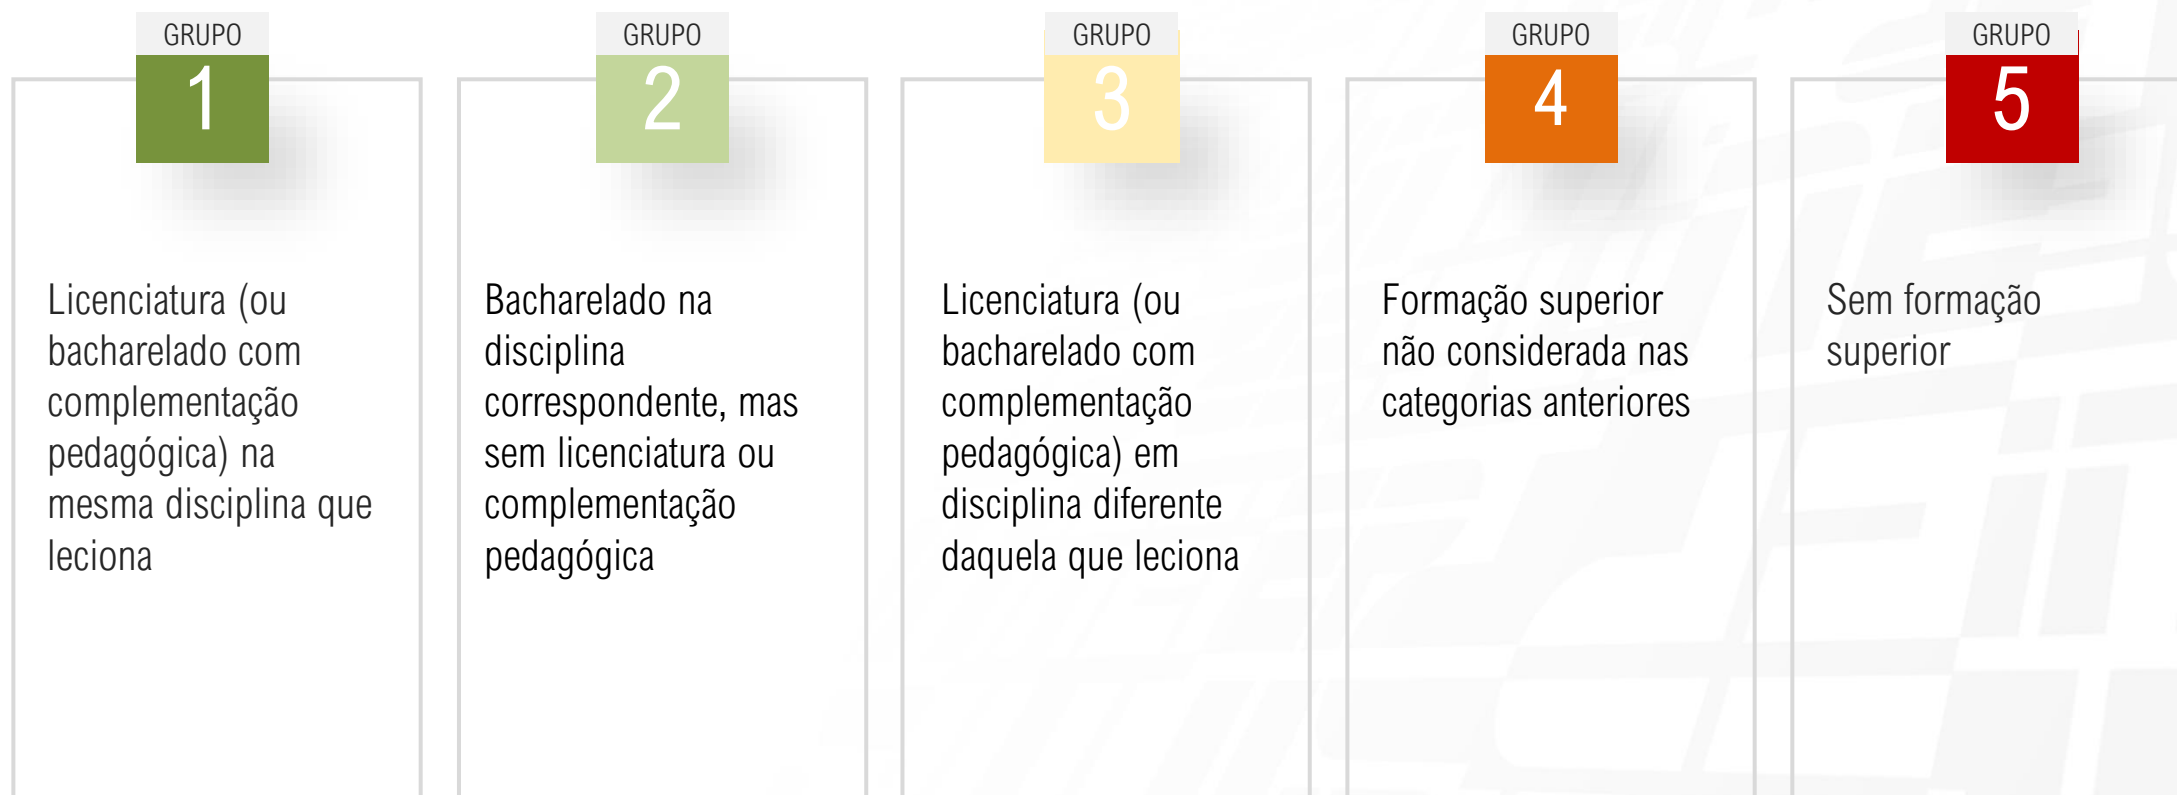 GRUPO
1
Licenciatura (ou
bacharelado com
complementação
pedagógica) na
mesma disciplina que
leciona
GRUPO
2
Bacharelado na
disciplina
correspondente, mas
sem licenciatura ou
complementação
pedagógica
GRUPO
3
Licenciatura (ou
bacharelado com
complementação
pedagógica) em
disciplina diferente
daquela que leciona
GRUPO
4
Formação superior
não considerada nas
categorias anteriores
GRUPO
5
Sem formação
superior